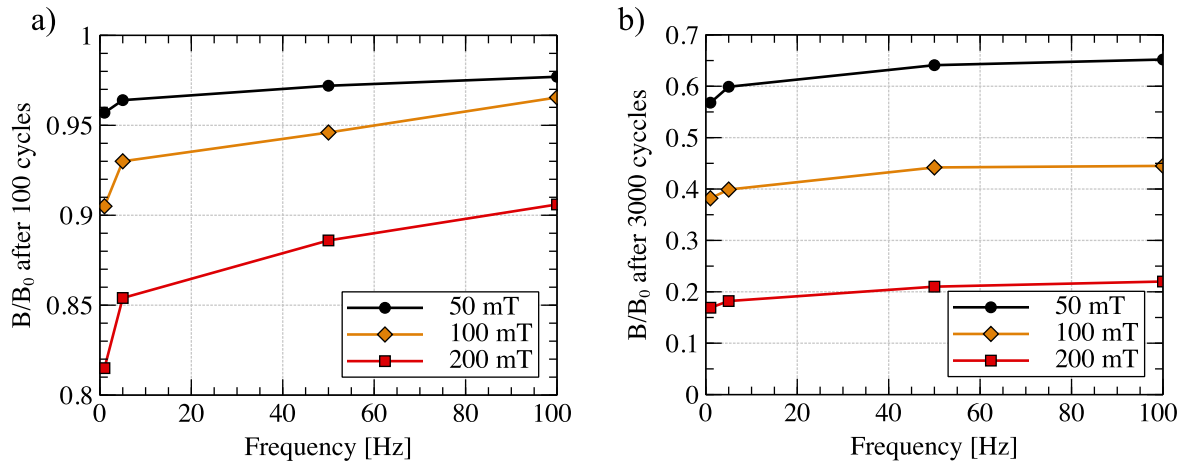 a)
B/B₀ after 100 cycles
1
0.95
0.9
0.85
0.8
0 20 40 60 80 100
Frequency [Hz]
50 mT
100 mT
200 mT
b)
B/B₀ after 3000 cyccles
0.7
0.6
0.5
0.4
0.3
0.2
0.1
0
0 20 40 60 80 100
Frequency [Hz]
50 mT
100 mT
200 mT